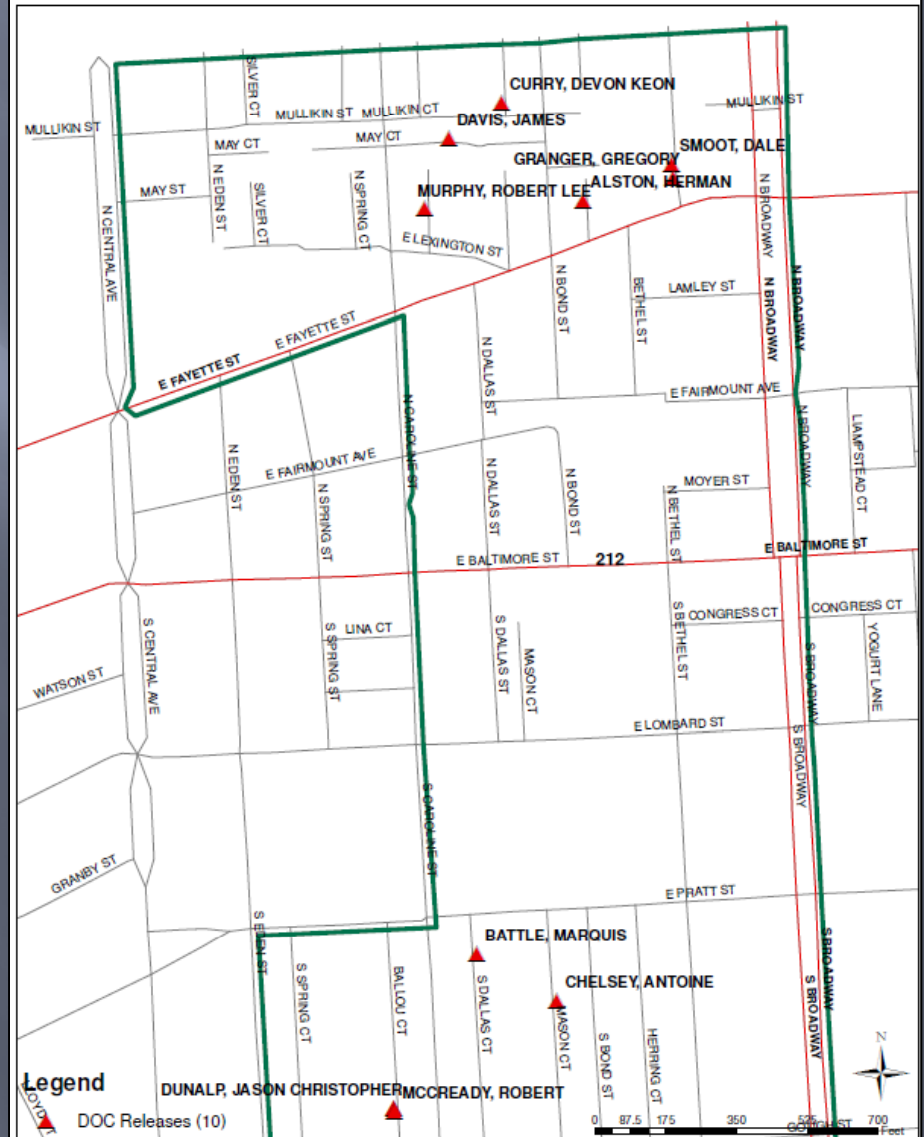 SILVER CT
CURRY, DEVON KEON
MULLIKIN ST
MULLIKIN ST
MULLIKIN CT
MULLIKIN ST
DAVIS, JAMES
MAY CT
MAY CT
SMOOT, DALE
GRANGER, GREGORY
ALSTON, HERMAN
MURPHY, ROBERT LEE
MAY ST
N EDEN ST
SILVER CT
N SPRING CT
N BROADWAY
N CENTRAL AVE
E LEXINGTON ST
N BOND ST
BETHEL ST
LAMLEY ST
N BROADWAY
N BROADWAY
E FAYETTE ST
E FAYETTE ST
N DALLAS ST
E FAIRMOUNT AVE
N CAROLINE ST
N BROADWAY
LIAMPSTEAD CT
N EDEN ST
E FAIRMOUNT AVE
N SPRING ST
N DALLAS ST
N BOND ST
MOYER ST
N BETHEL ST
E BALTIMORE ST
212
E BALTIMORE ST
S CENTRAL AVE
S SPRING ST
LINA CT
S DALLAS ST
MASON CT
S BETHEL ST
CONGRESS CT
CONGRESS CT
YOGURT LANE
S BROADWAY
WATSON ST
E LOMBARD ST
S BROADWAY
S CAROLINE ST
GRANBY ST
E PRATT ST
S EDEN ST
BATTLE, MARQUIS
S BROADWAY
S SPRING CT
BALLOU CT
S DALLAS CT
CHELSEY, ANTOINE
MASON CT
S BOND ST
HERRING CT
S BROADWAY
N
Legend
DUNALP, JASON CHRISTOPHER
MCCREADY, ROBERT
DOC Releases (10)
0 87.5 175 350 525 700
Feet
GOUGH ST